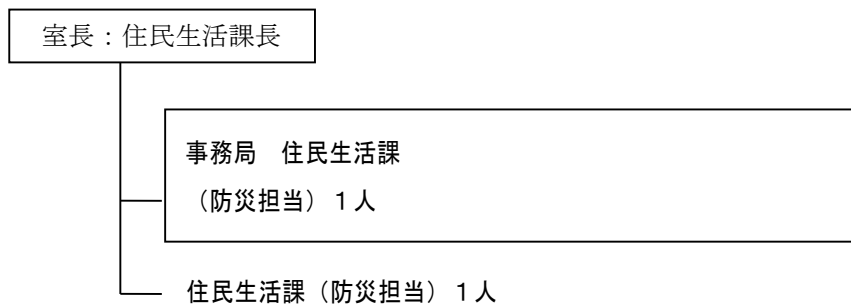 室長：住民生活課長
事務局　住民生活課
（防災担当）１人
住民生活課（防災担当）１人